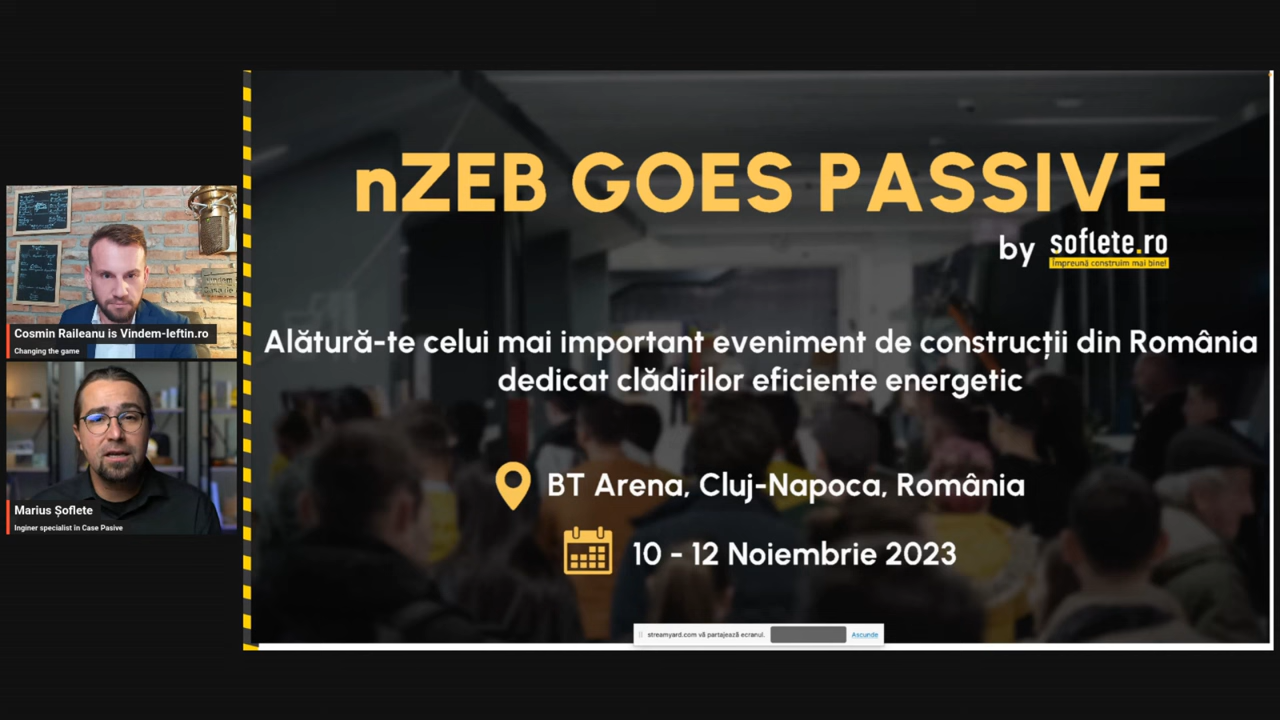 nZEB GOES PASSIVE
by soflete.ro
Împreună construim mai bine!
Alătură-te celui mai important eveniment de construcții din România
dedicat clădirilor eficiente energetic
BT Arena, Cluj-Napoca, România
10 - 12 Noiembrie 2023
Cosmin Raileanu is Vindem-Ieftin.ro
Changing the game
Marius Șoflete
Inginer specialist în Case Pasive
streamyard.com vă partajează ecranul.
Ascunde